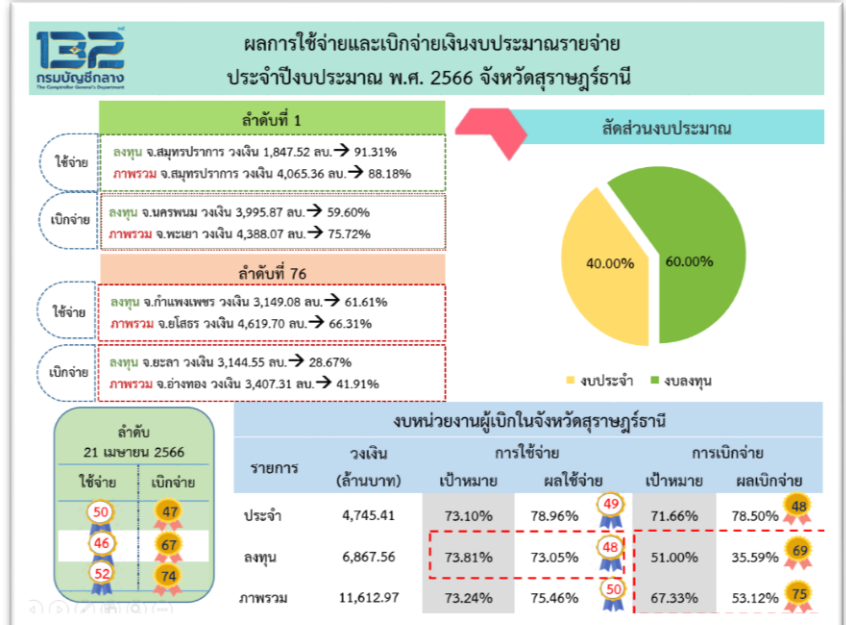 132 ปี
กรมบัญชีกลาง
The Comptroller General's Department
ผลการใช้จ่ายและเบิกจ่ายเงินงบประมาณรายจ่าย
ประจำปีงบประมาณ พ.ศ. 2566 จังหวัดสุราษฎร์ธานี
ลำดับที่ 1
ใช้จ่าย
ลงทุน จ.สมุทรปราการ วงเงิน 1,847.52 ลบ.→ 91.31%
ภาพรวม จ.สมุทรปราการ วงเงิน 4,065.36 ลบ.→ 88.18%
เบิกจ่าย
ลงทุน จ.นครพนม วงเงิน 3,995.87 ลบ.→ 59.60%
ภาพรวม จ.พะเยา วงเงิน 4,388.07 ลบ.→ 75.72%
ลำดับที่ 76
ใช้จ่าย
ลงทุน จ.กำแพงเพชร วงเงิน 3,149.08 ลบ.→ 61.61%
ภาพรวม จ.ยโสธร วงเงิน 4,619.70 ลบ.→ 66.31%
เบิกจ่าย
ลงทุน จ.ยะลา วงเงิน 3,144.55 ลบ.→ 28.67%
ภาพรวม จ.อ่างทอง วงเงิน 3,407.31 ลบ.→ 41.91%
สัดส่วนงบประมาณ
40.00% 60.00%
งบประจำ งบลงทุน
ลำดับ
21 เมษายน 2566
ใช้จ่าย เบิกจ่าย
50 47
46 67
52 74
งบหน่วยงานผู้เบิกในจังหวัดสุราษฎร์ธานี
รายการ วงเงิน (ล้านบาท) การใช้จ่าย การเบิกจ่าย
เป้าหมาย ผลใช้จ่าย เป้าหมาย ผลเบิกจ่าย
ประจำ 4,745.41 73.10% 78.96% 49 71.66% 78.50% 48
ลงทุน 6,867.56 73.81% 73.05% 48 51.00% 35.59% 69
ภาพรวม 11,612.97 73.24% 75.46% 50 67.33% 53.12% 75